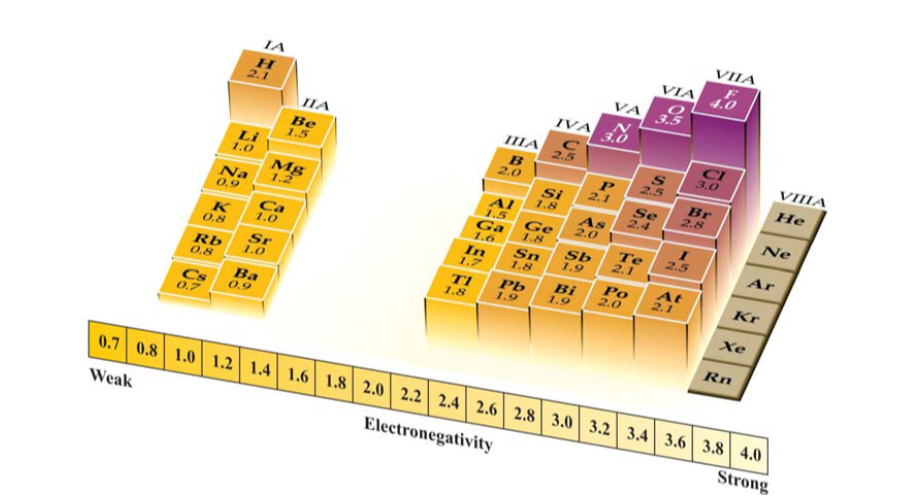 IA
H
2.1
IIA
Li
1.0
Be
1.5
Na
0.9
Mg
1.2
K
0.8
Ca
1.0
Rb
0.8
Sr
1.0
Cs
0.7
Ba
0.9
IIIA
IVA
VA
VIA
VIIA
B
2.0
C
2.5
N
3.0
O
3.5
F
4.0
Al
1.5
Si
1.8
P
2.1
S
2.5
Cl
3.0
Ga
1.6
Ge
1.8
As
2.0
Se
2.4
Br
2.8
In
1.7
Sn
1.8
Sb
1.9
Te
2.1
I
2.5
Tl
1.8
Pb
1.9
Bi
1.9
Po
2.0
At
2.1
VIIIA
He
Ne
Ar
Kr
Xe
Rn
0.7 0.8 1.0 1.2 1.4 1.6 1.8 2.0 2.2 2.4 2.6 2.8 3.0 3.2 3.4 3.6 3.8 4.0
Weak
Electronegativity
Strong